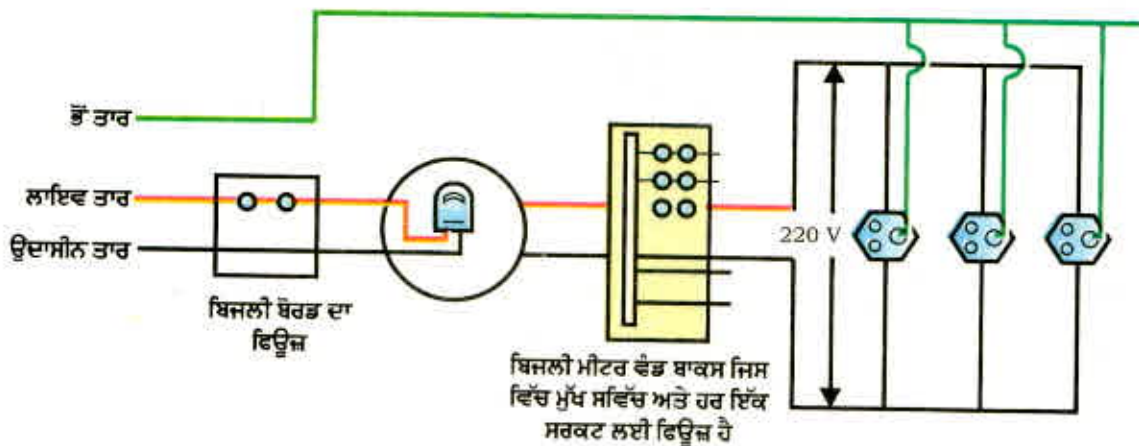 ਭੌਂ ਤਾਰ
ਲਾਇਵ ਤਾਰ
ਉਦਾਸੀਨ ਤਾਰ
220 V
ਬਿਜਲੀ ਬੋਰਡ ਦਾ
ਫਿਊਜ਼
ਬਿਜਲੀ ਮੀਟਰ ਵੰਡ ਬਾਕਸ ਜਿਸ
ਵਿੱਚ ਮੁੱਖ ਸਵਿੱਚ ਅਤੇ ਹਰ ਇੱਕ
ਸਰਕਟ ਲਈ ਫਿਊਜ਼ ਹੈ